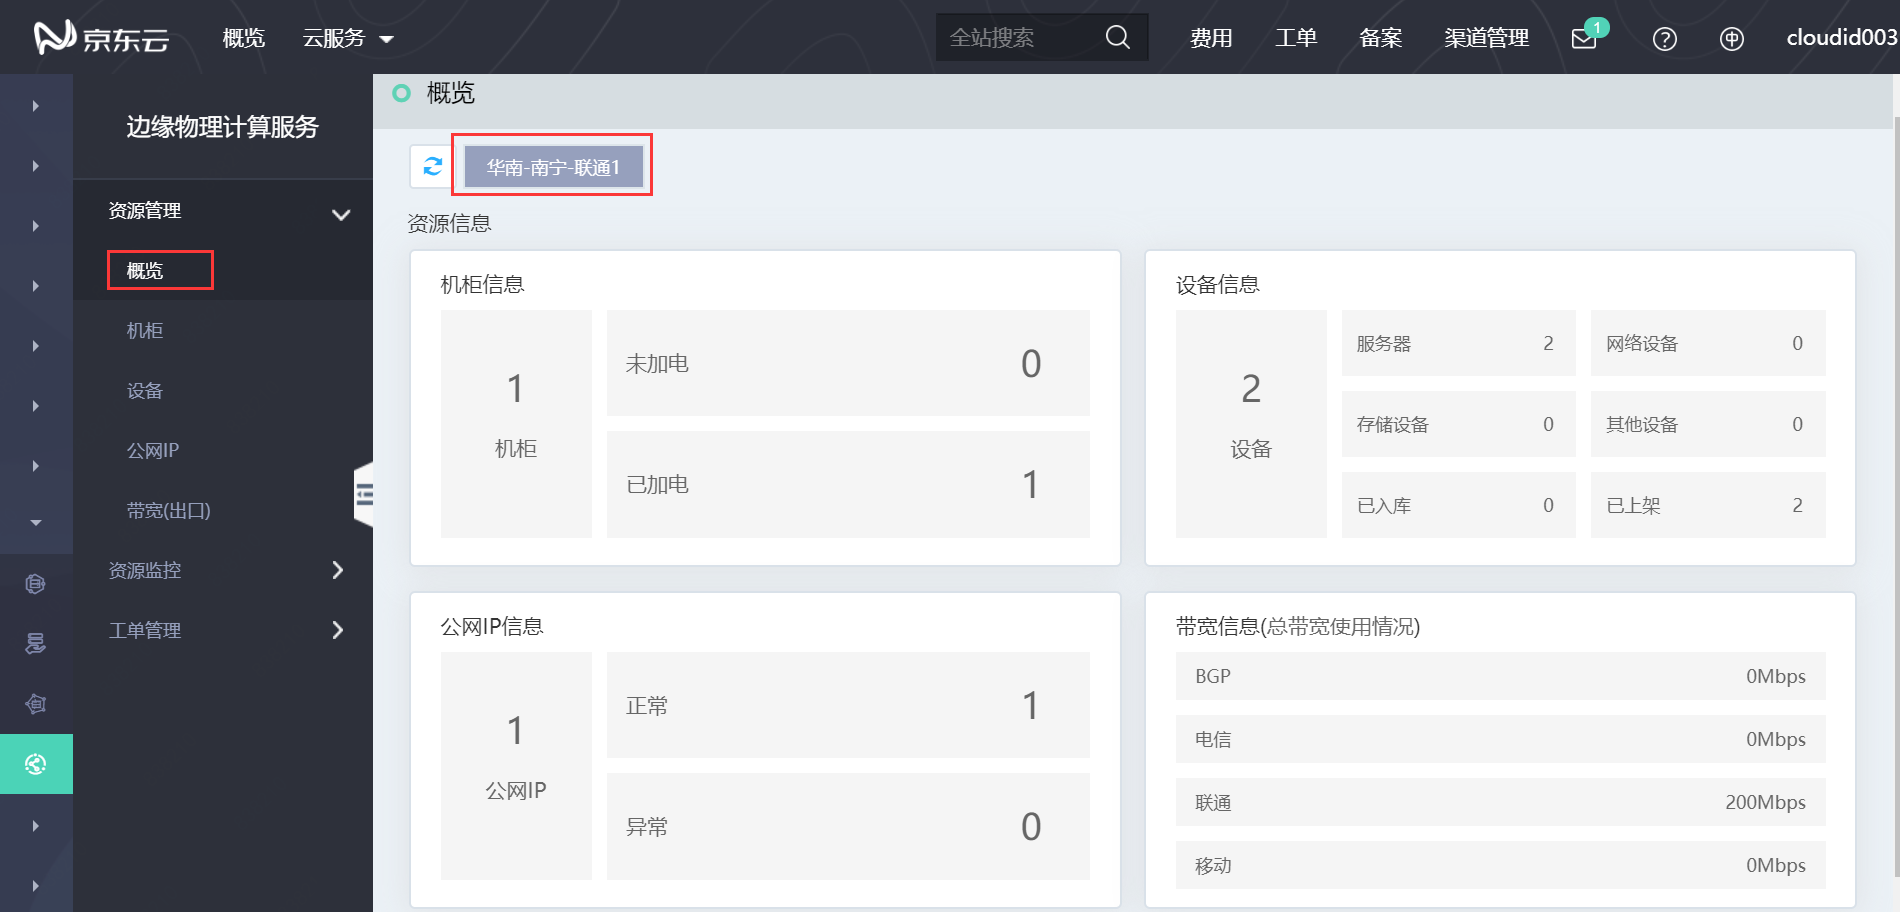 京东云
概览
云服务
全站搜索
费用
工单
备案
渠道管理
1
cloudid003
边缘物理计算服务
资源管理
概览
机柜
设备
公网IP
带宽(出口)
资源监控
工单管理
概览
华南-南宁-联通1
资源信息
机柜信息
1
机柜
未加电 0
已加电 1
设备信息
2
设备
服务器 2
网络设备 0
存储设备 0
其他设备 0
已入库 0
已上架 2
公网IP信息
1
公网IP
正常 1
异常 0
带宽信息(总带宽使用情况)
BGP 0Mbps
电信 0Mbps
联通 200Mbps
移动 0Mbps